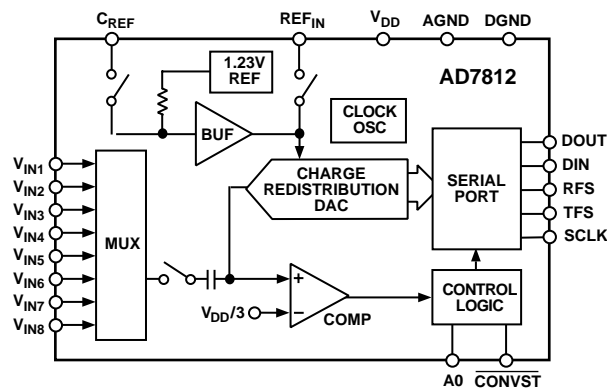 CREF REFIN VDD AGND DGND
1.23V
REF
AD7812
CLOCK
OSC
BUF
DOUT
VIN1
CHARGE
REDISTRIBUTION
DAC
SERIAL
PORT
DIN
VIN2
RFS
VIN3
TFS
VIN4
SCLK
MUX
VIN5
VIN6
+
CONTROL
LOGIC
VIN7
VDD/3
−
COMP
VIN8
A0
CONVST